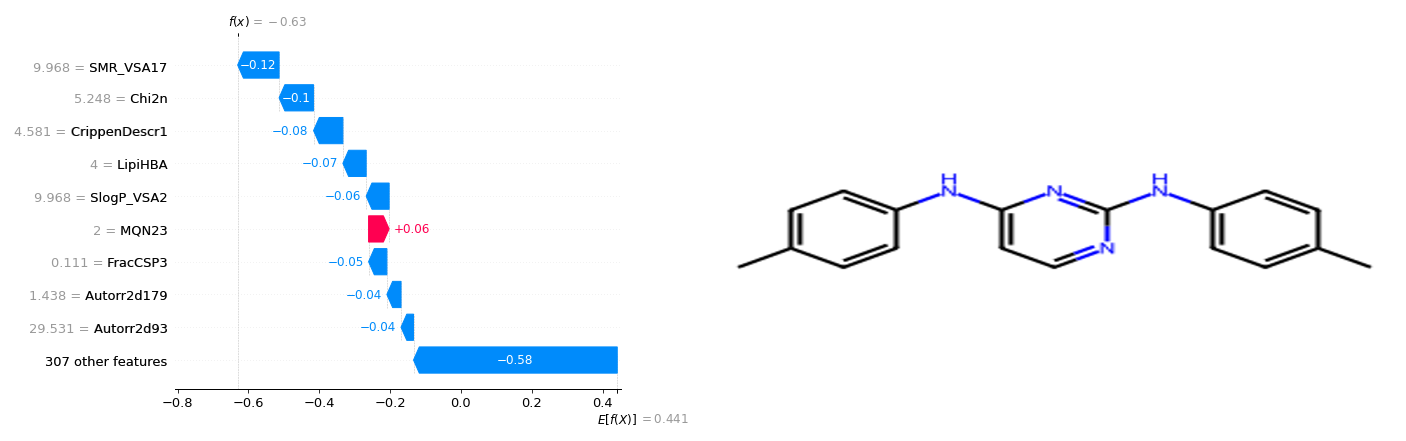 f(x) = −0.63
9.968 = SMR_VSA17
−0.12
5.248 = Chi2n
−0.1
4.581 = CrippenDescr1
−0.08
4 = LipiHBA
−0.07
9.968 = SlogP_VSA2
−0.06
2 = MQN23
+0.06
0.111 = FracCSP3
−0.05
1.438 = Autorr2d179
−0.04
29.531 = Autorr2d93
−0.04
307 other features
−0.58
−0.8 −0.6 −0.4 −0.2 0.0 0.2 0.4
E[f(X)] = 0.441
H H
N N N
N